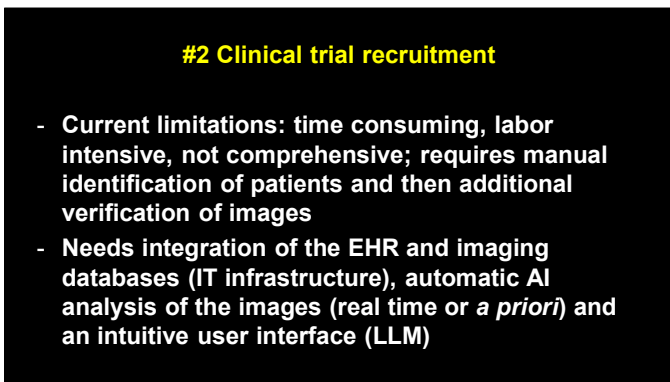 #2 Clinical trial recruitment
- Current limitations: time consuming, labor
intensive, not comprehensive; requires manual
identification of patients and then additional
verification of images
- Needs integration of the EHR and imaging
databases (IT infrastructure), automatic AI
analysis of the images (real time or a priori) and
an intuitive user interface (LLM)